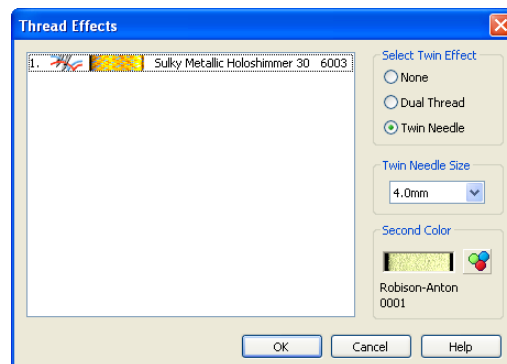 Thread Effects
1. Sulky Metallic Holoshimmer 30 6003
Select Twin Effect
None
Dual Thread
Twin Needle
Twin Needle Size
4.0mm
Second Color
Robison-Anton
0001
OK Cancel Help